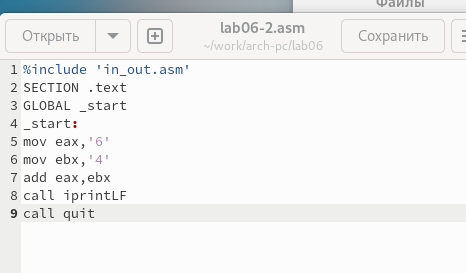 Файлы
Открыть
lab06-2.asm
~/work/arch-pc/lab06
Сохранить
1 %include 'in_out.asm'
2 SECTION .text
3 GLOBAL _start
4 _start:
5 mov eax,'6'
6 mov ebx,'4'
7 add eax,ebx
8 call iprintLF
9 call quit